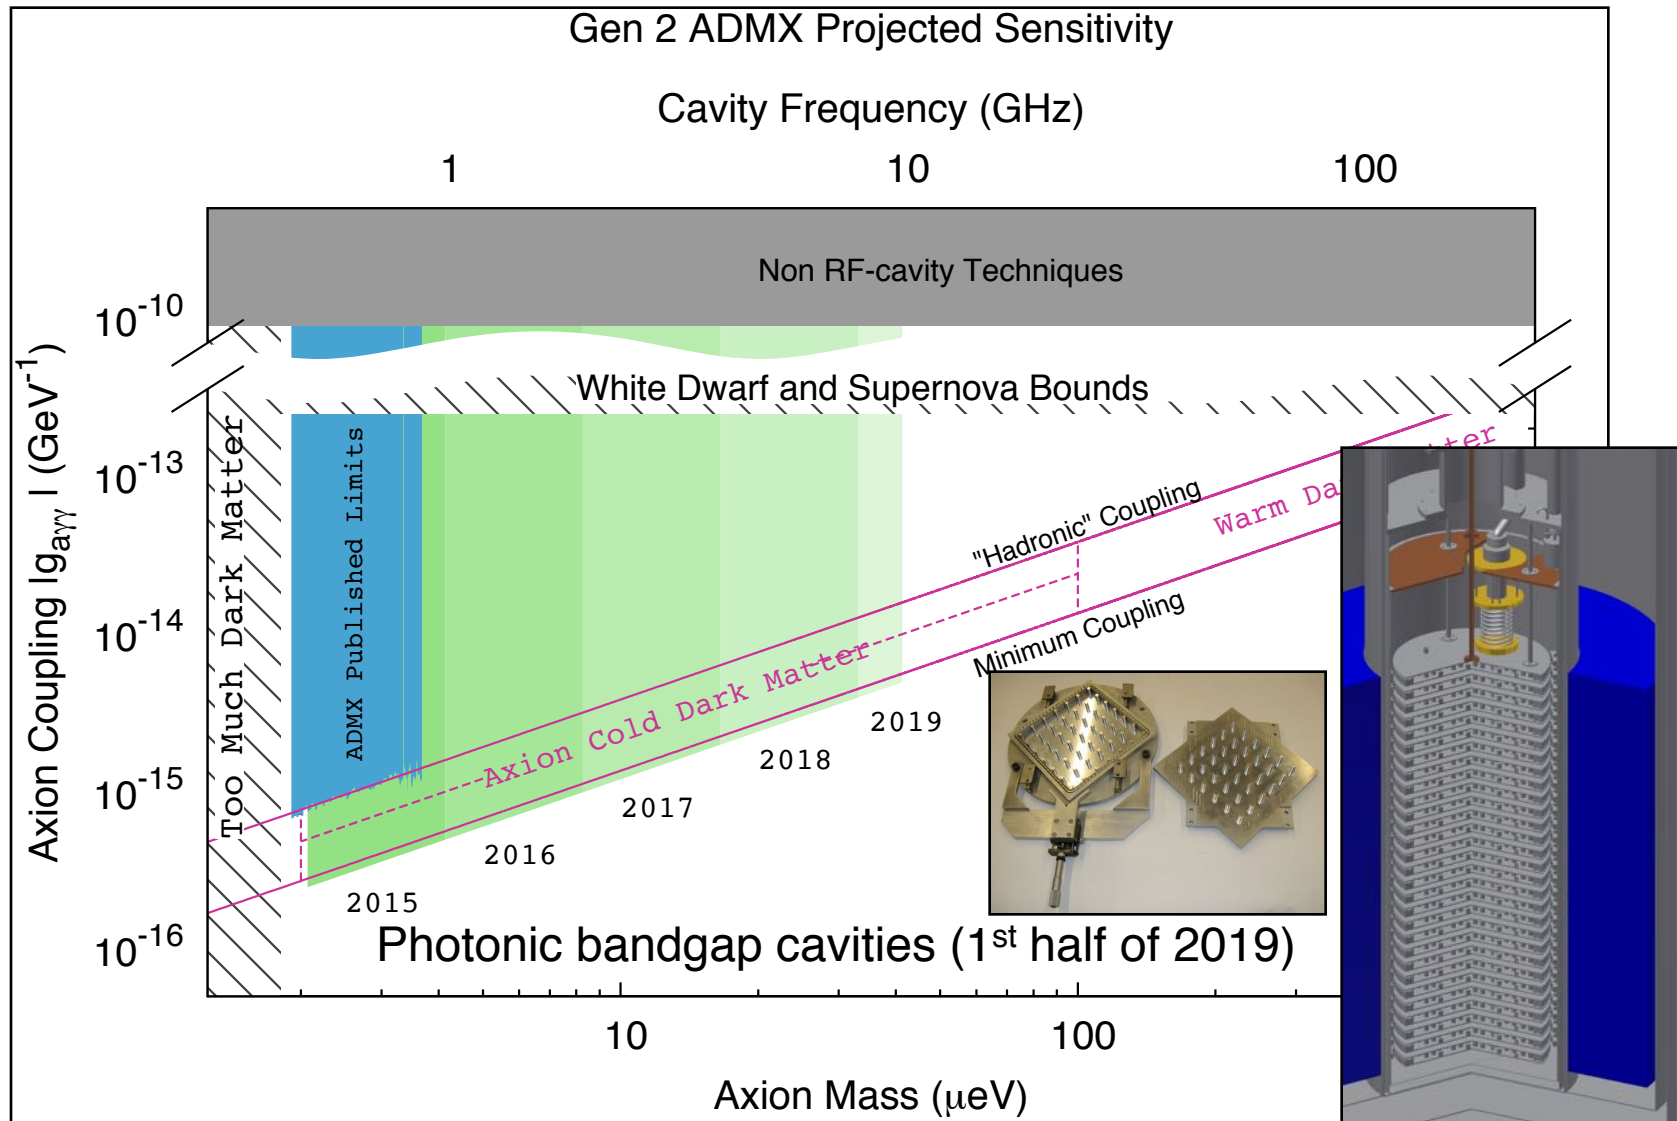 Gen 2 ADMX Projected Sensitivity
Cavity Frequency (GHz)
1 10 100
Non RF-cavity Techniques
10^-10
White Dwarf and Supernova Bounds
10^-13
10^-14
10^-15
10^-16
Axion Coupling |g_aγγ| (GeV^-1)
Too Much Dark Matter
ADMX Published Limits
"Hadronic" Coupling
Minimum Coupling
Axion Cold Dark Matter
Warm Da tter
2015
2016
2017
2018
2019
Photonic bandgap cavities (1st half of 2019)
10 100
Axion Mass (μeV)